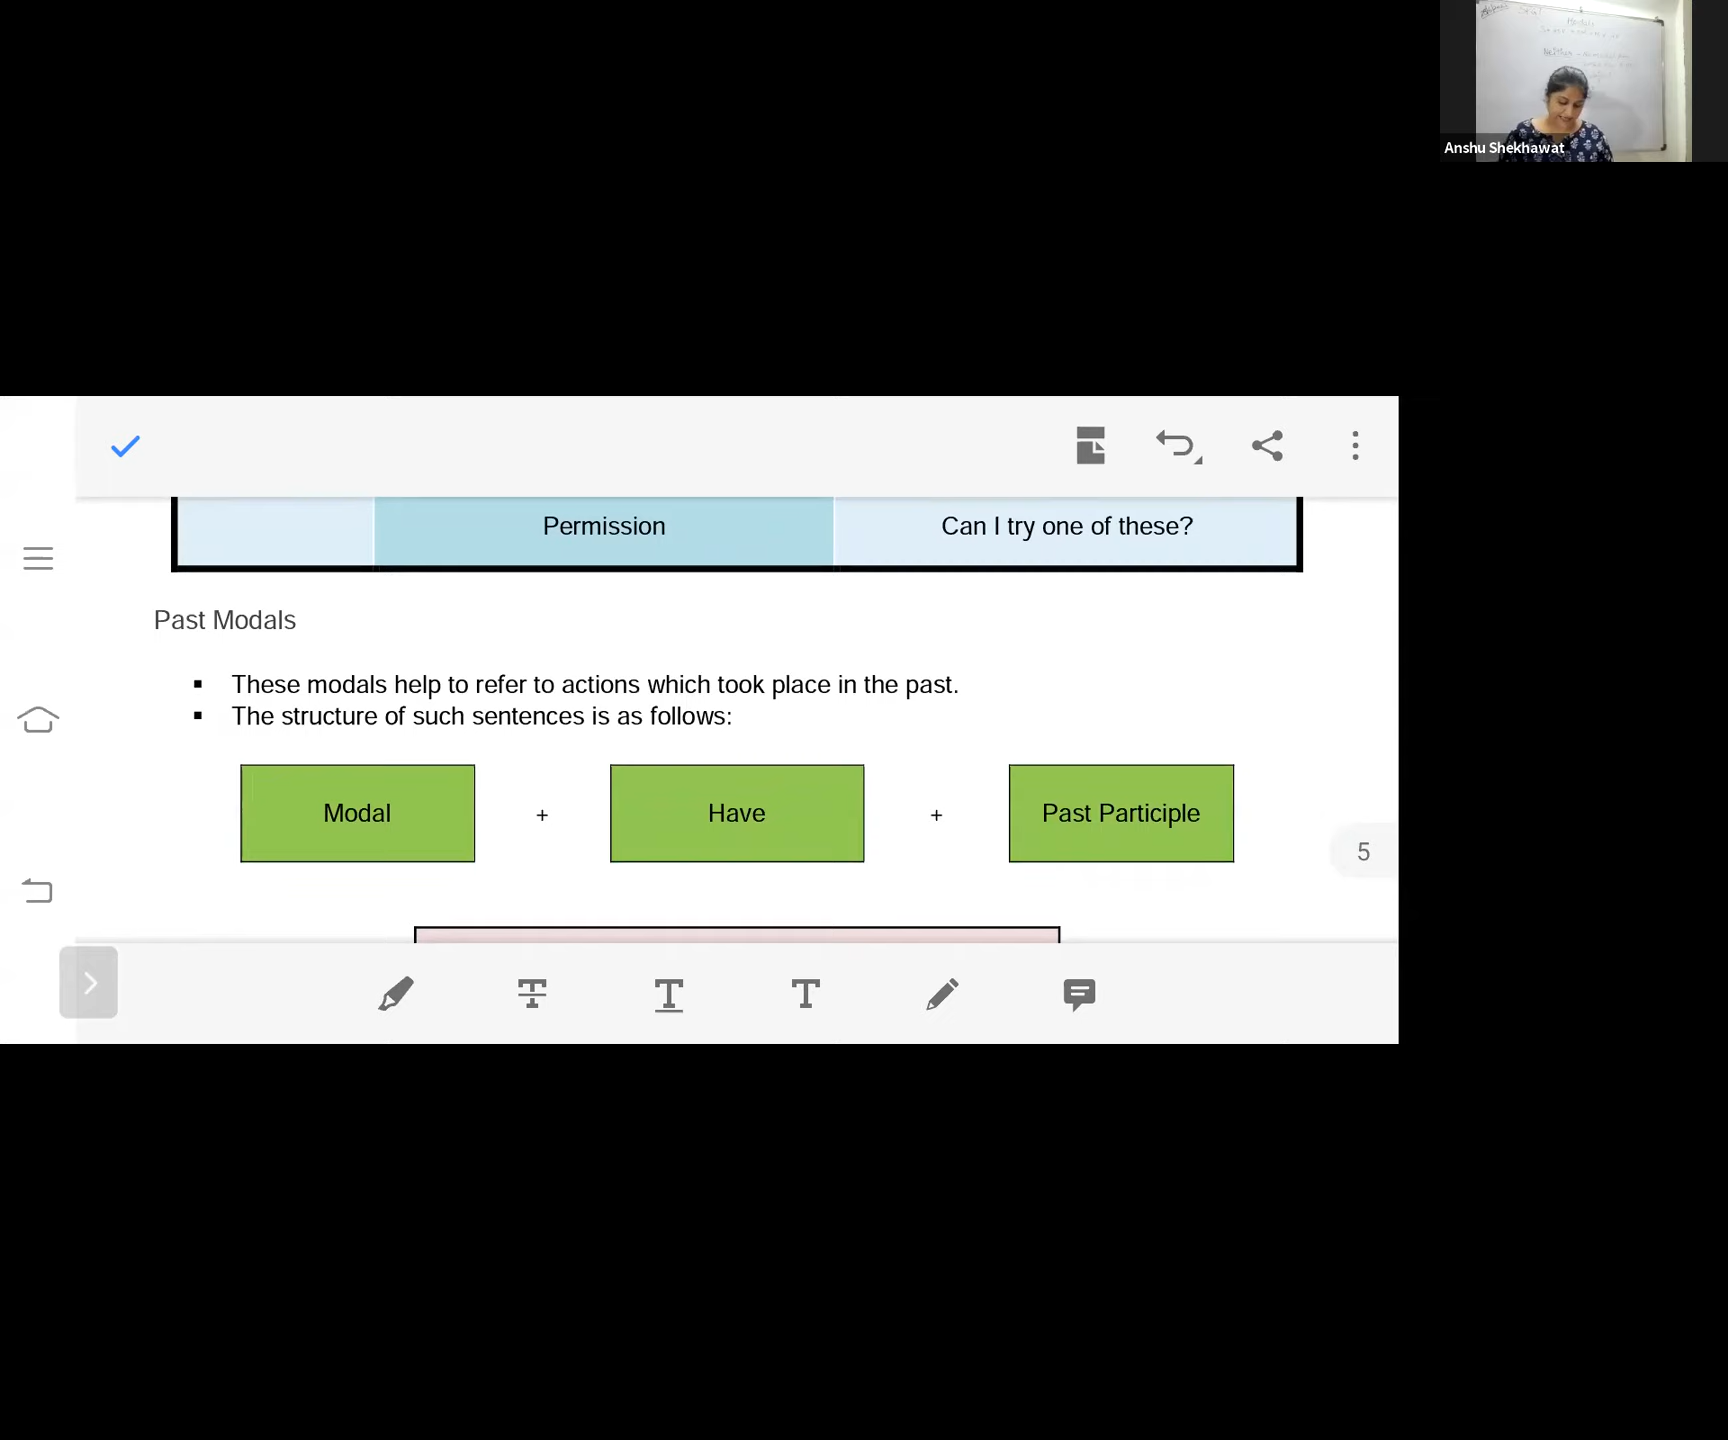 Modals
Anshu Shekhawat
Permission
Can I try one of these?
Past Modals
▪ These modals help to refer to actions which took place in the past.
▪ The structure of such sentences is as follows:
Modal + Have + Past Participle
5